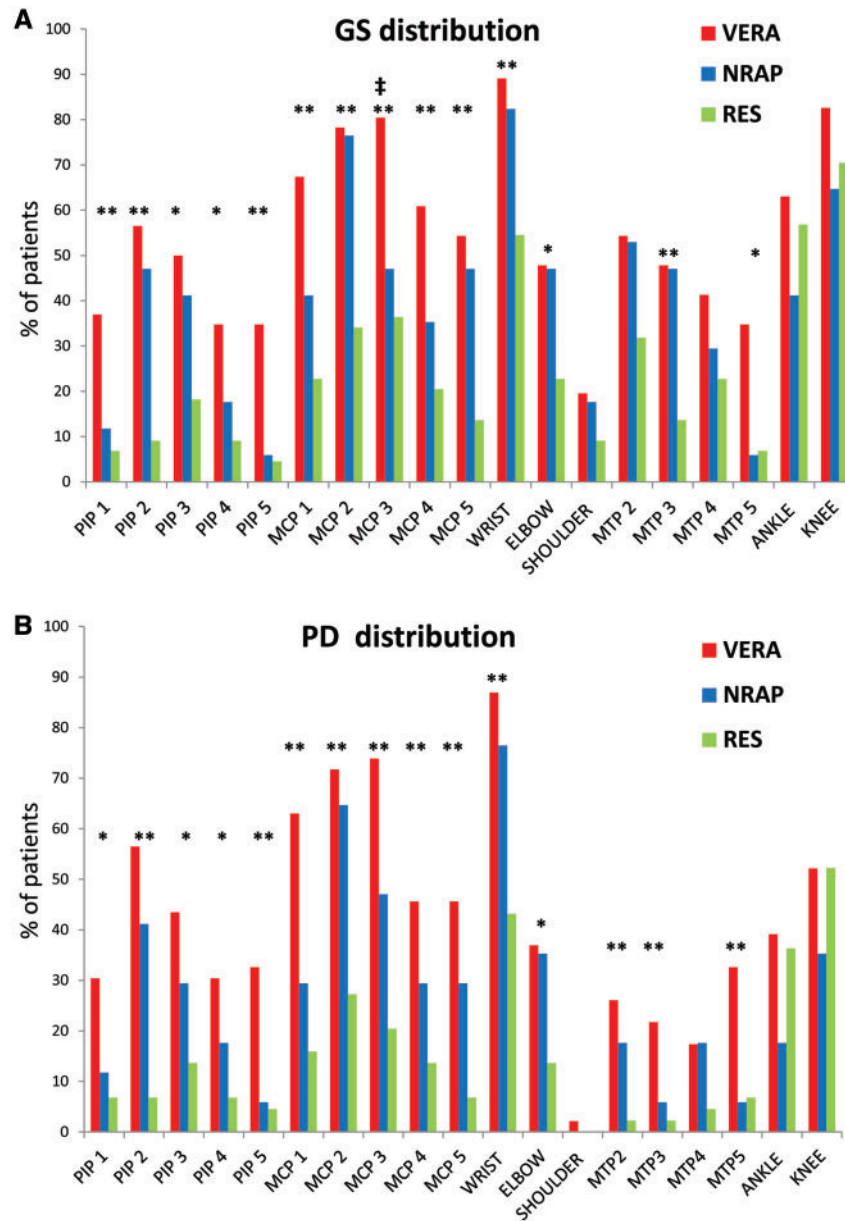 A
GS distribution
% of patients
100
90
80
70
60
50
40
30
20
10
0
VERA
NRAP
RES
‡
**
** ** ** ** **
** ** * * **
* ** *
PIP 1 PIP 2 PIP 3 PIP 4 PIP 5 MCP 1 MCP 2 MCP 3 MCP 4 MCP 5 WRIST ELBOW SHOULDER MTP 2 MTP 3 MTP 4 MTP 5 ANKLE KNEE
B
PD distribution
% of patients
100
90
80
70
60
50
40
30
20
10
0
VERA
NRAP
RES
**
** ** ** ** **
* ** * * **
* ** ** **
PIP 1 PIP 2 PIP 3 PIP 4 PIP 5 MCP 1 MCP 2 MCP 3 MCP 4 MCP 5 WRIST ELBOW SHOULDER MTP2 MTP3 MTP4 MTP5 ANKLE KNEE